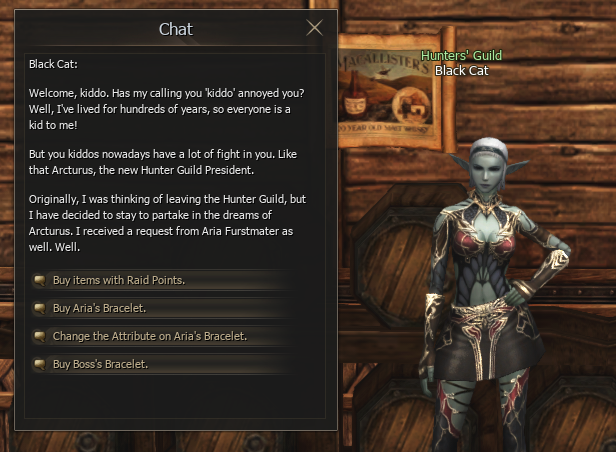 Chat
Black Cat:
Welcome, kiddo. Has my calling you 'kiddo' annoyed you?
Well, I've lived for hundreds of years, so everyone is a
kid to me!
But you kiddos nowadays have a lot of fight in you. Like
that Arcturus, the new Hunter Guild President.
Originally, I was thinking of leaving the Hunter Guild, but
I have decided to stay to partake in the dreams of
Arcturus. I received a request from Aria Furstmater as
well. Well.
Buy items with Raid Points.
Buy Aria's Bracelet.
Change the Attribute on Aria's Bracelet.
Buy Boss's Bracelet.
MACALLISTER'S
YEAR OLD MALT WHISKY
Hunters' Guild
Black Cat